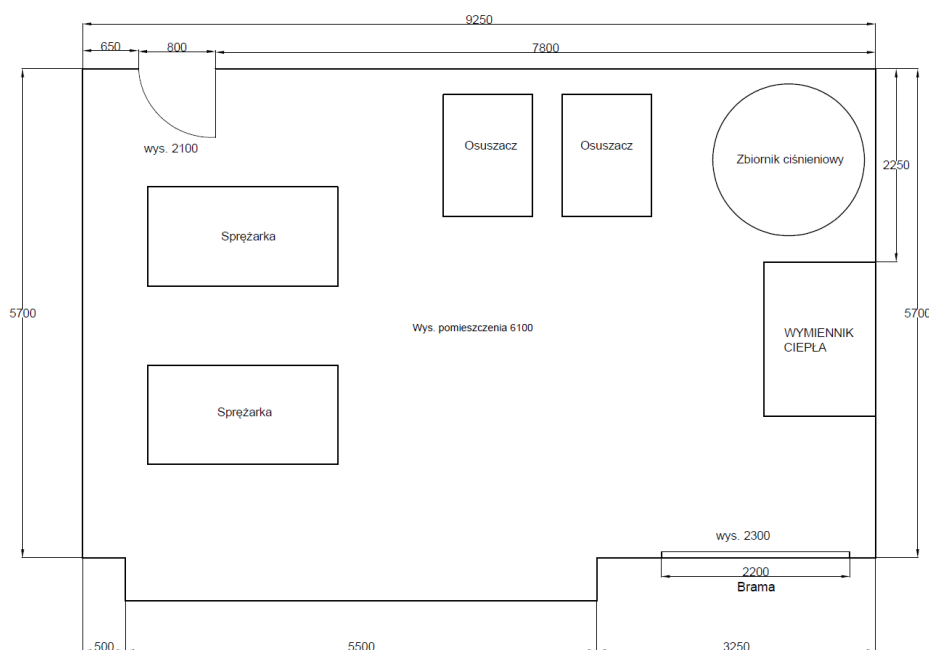 9250
650
800
7800
wys. 2100
Osuszacz
Osuszacz
Zbiornik ciśnieniowy
2250
Sprężarka
5700
Wys. pomieszczenia 6100
5700
WYMIENNIK
CIEPŁA
Sprężarka
wys. 2300
2200
Brama
500
5500
3250